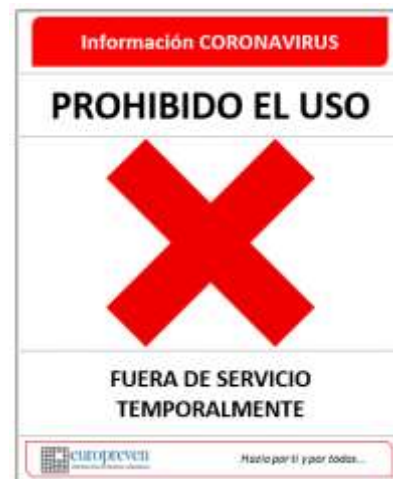 Información CORONAVIRUS
PROHIBIDO EL USO
FUERA DE SERVICIO
TEMPORALMENTE
europreven
Hazlo por ti y por todos...